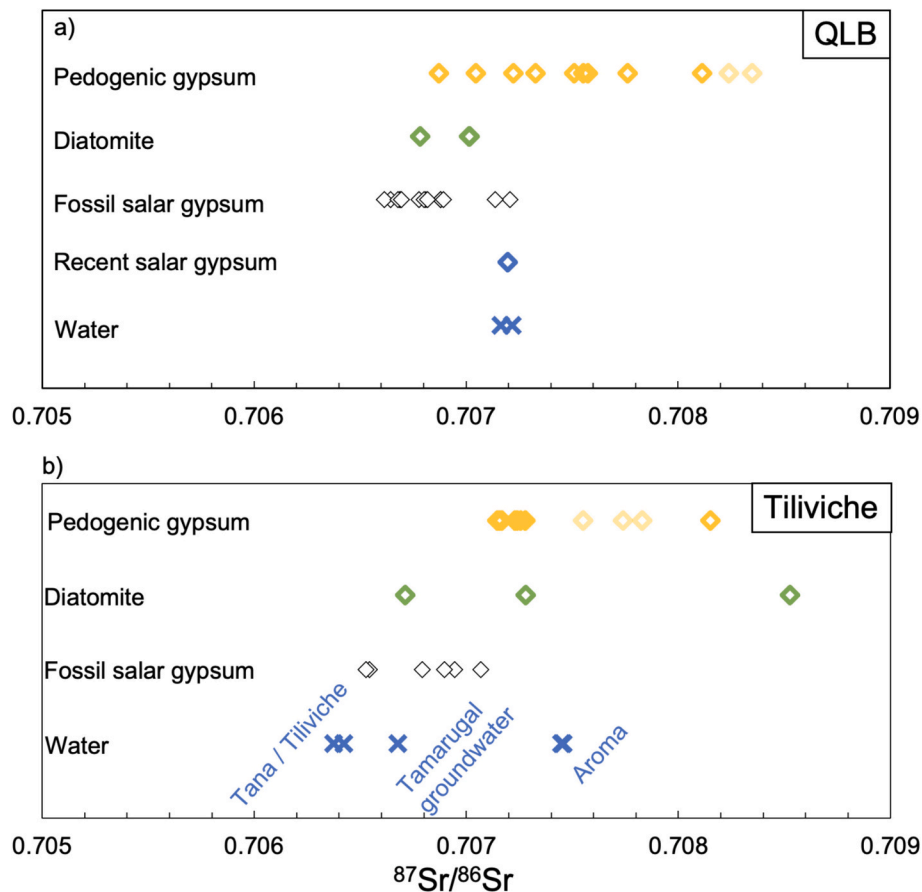 a)
QLB
Pedogenic gypsum
Diatomite
Fossil salar gypsum
Recent salar gypsum
Water
0.705 0.706 0.707 0.708 0.709
b)
Tiliviche
Pedogenic gypsum
Diatomite
Fossil salar gypsum
Water
Tana / Tiliviche
Tamarugal
groundwater
Aroma
0.705 0.706 0.707 0.708 0.709
⁸⁷Sr/⁸⁶Sr